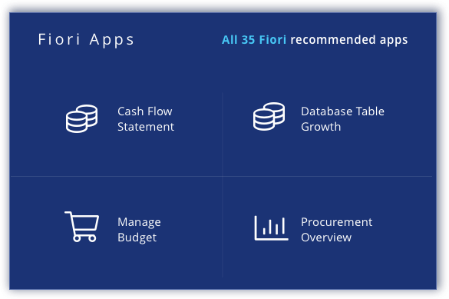 Fiori Apps
All 35 Fiori recommended apps
Cash Flow
Statement
Database Table
Growth
Manage
Budget
Procurement
Overview